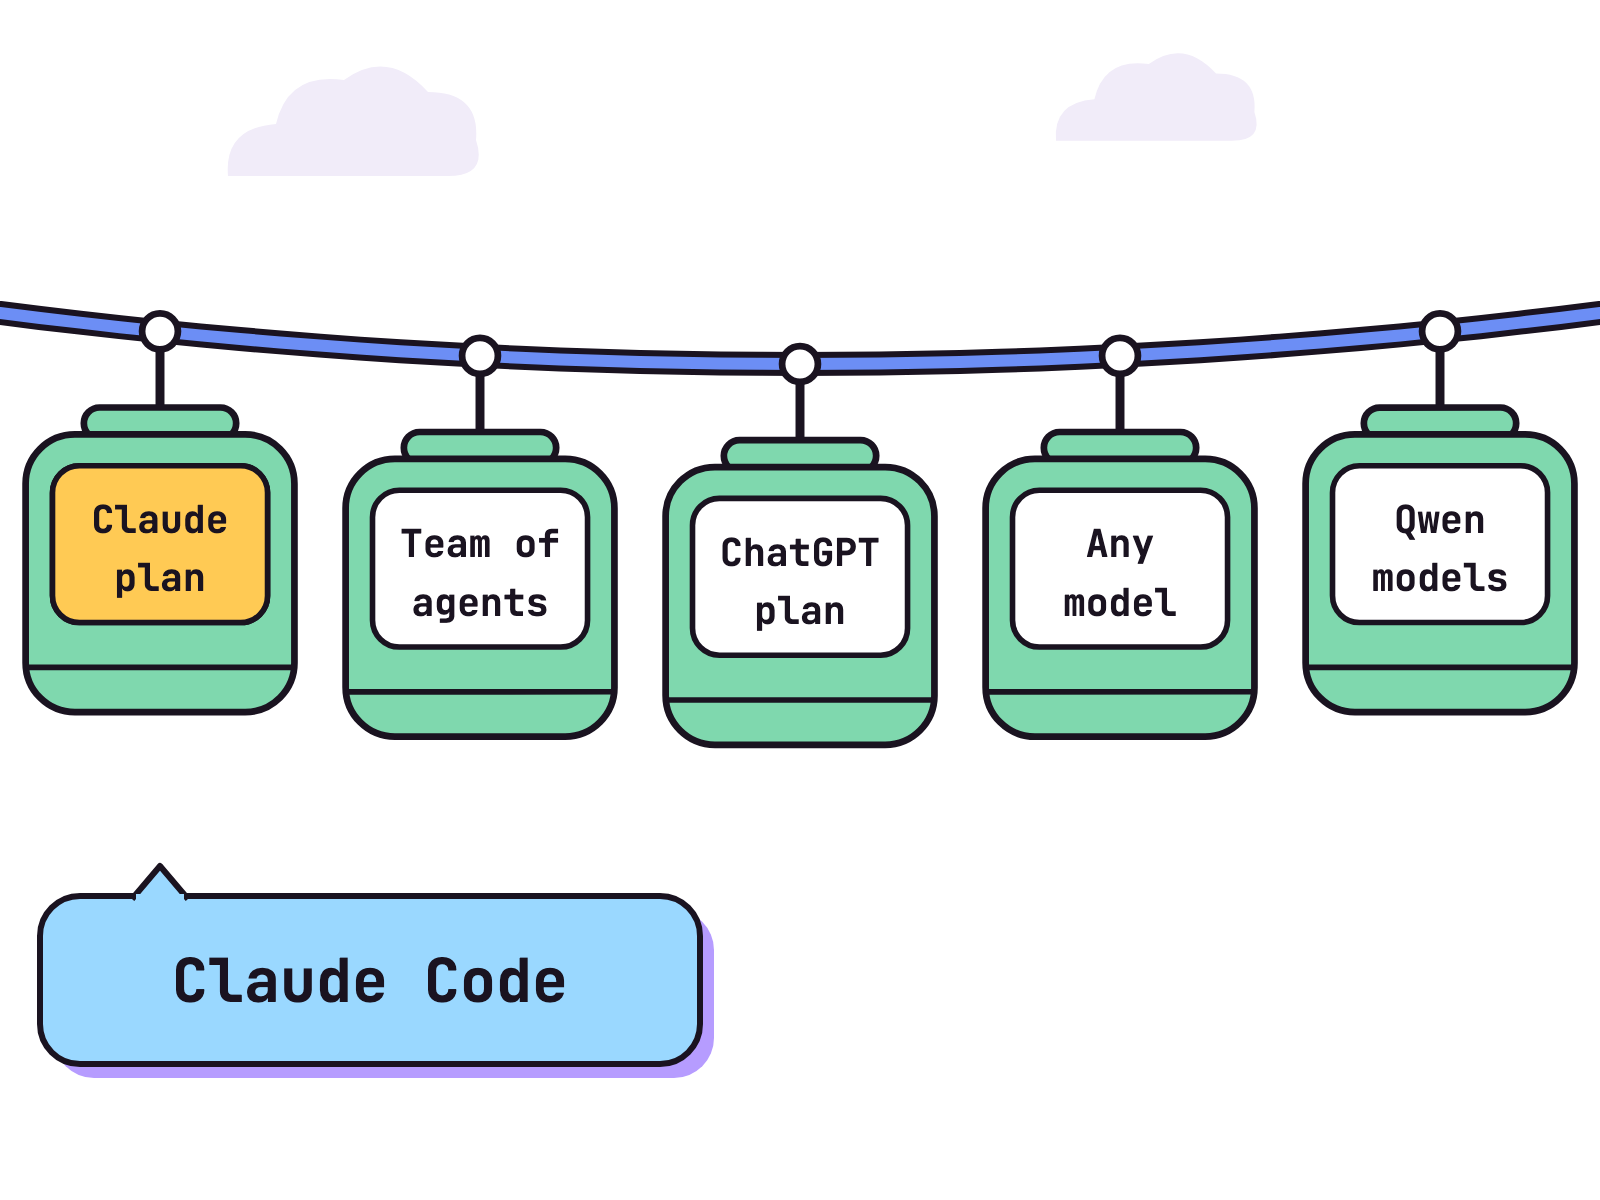 Claude
plan
Team of
agents
ChatGPT
plan
Any
model
Qwen
models
Claude Code